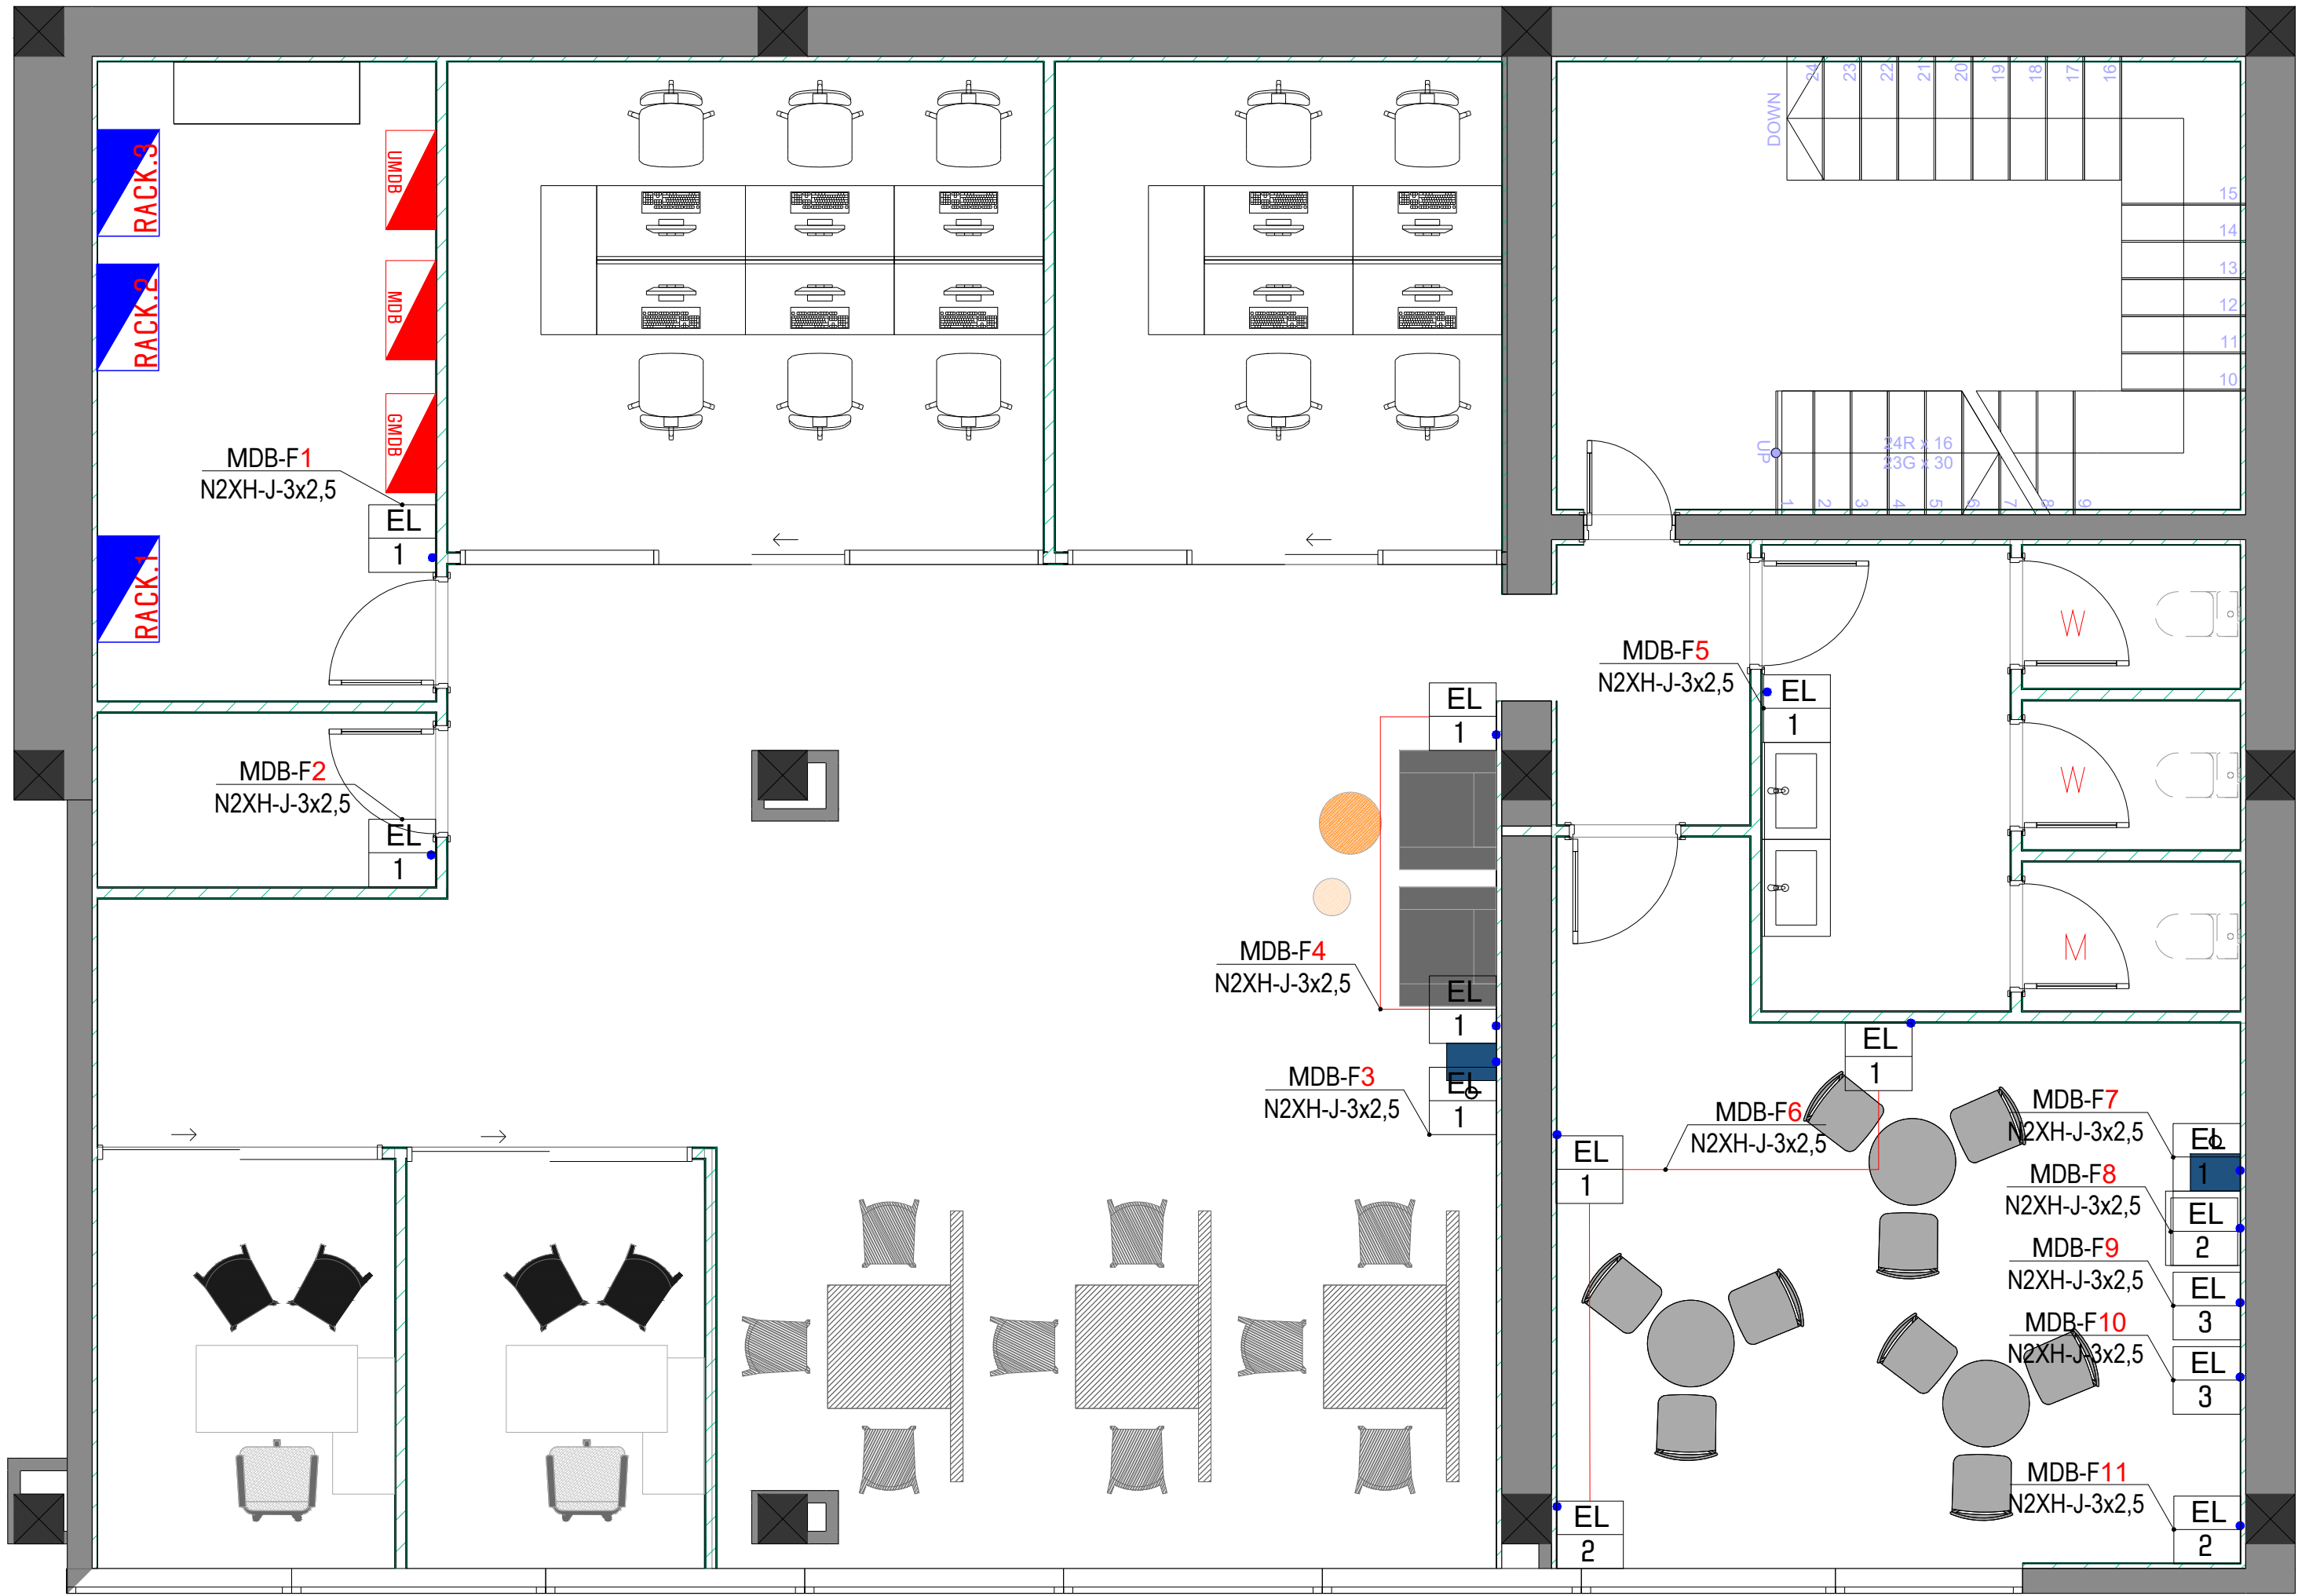 24 23 22 21 20 19 18 17 16
DOWN
15
14
13
12
11
10
24R x 16
23G x 30
UP
1 2 3 4 5 6 7 8 9
RACK.3
UMDB
RACK.2
MDB
GMDB
MDB-F1
N2XH-J-3x2,5
EL
1
RACK.1
MDB-F2
N2XH-J-3x2,5
EL
1
EL
1
MDB-F4
N2XH-J-3x2,5
EL
1
MDB-F3
N2XH-J-3x2,5
EL
1
MDB-F5
N2XH-J-3x2,5
EL
1
W
W
M
EL
1
MDB-F6
N2XH-J-3x2,5
EL
1
EL
2
MDB-F7
N2XH-J-3x2,5
EL
1
MDB-F8
N2XH-J-3x2,5
EL
2
MDB-F9
N2XH-J-3x2,5
EL
3
MDB-F10
N2XH-J-3x2,5
EL
3
MDB-F11
N2XH-J-3x2,5
EL
2